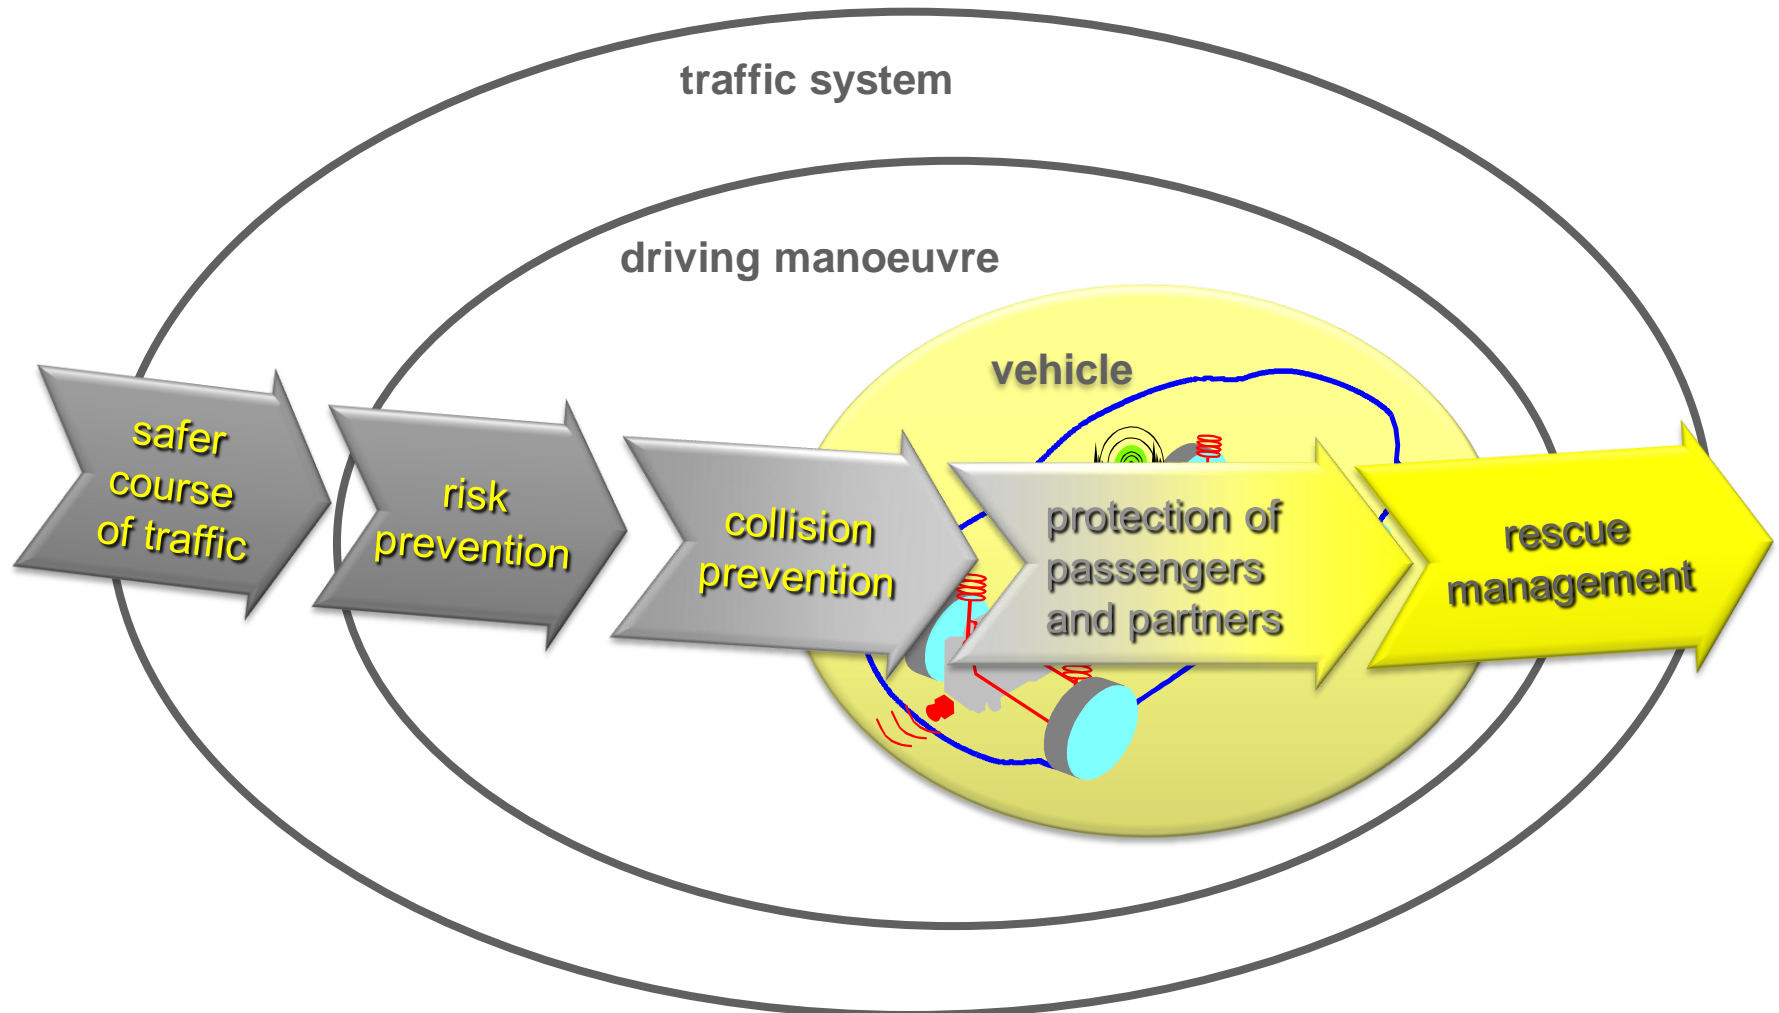 traffic system
driving manoeuvre
vehicle
safer
course
of traffic
risk
prevention
collision
prevention
protection of
passengers
and partners
rescue
management